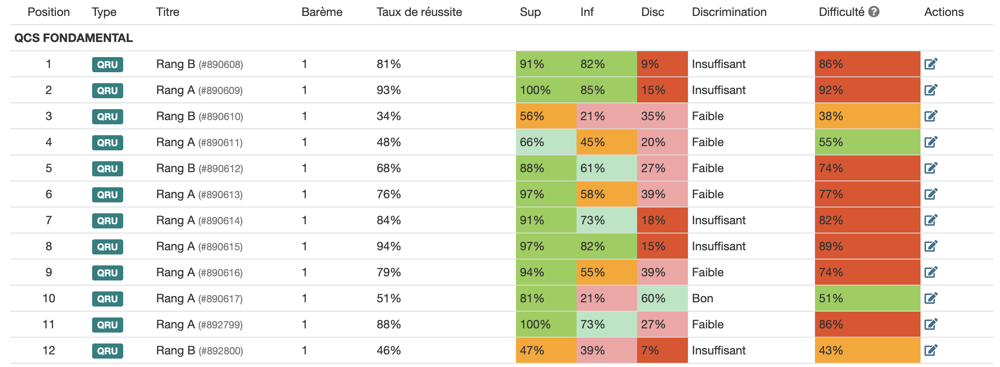 Position Type Titre Barème Taux de réussite Sup Inf Disc Discrimination Difficulté ? Actions
QCS FONDAMENTAL
1 QRU Rang B (#890608) 1 81% 91% 82% 9% Insuffisant 86%
2 QRU Rang A (#890609) 1 93% 100% 85% 15% Insuffisant 92%
3 QRU Rang B (#890610) 1 34% 56% 21% 35% Faible 38%
4 QRU Rang A (#890611) 1 48% 66% 45% 20% Faible 55%
5 QRU Rang B (#890612) 1 68% 88% 61% 27% Faible 74%
6 QRU Rang A (#890613) 1 76% 97% 58% 39% Faible 77%
7 QRU Rang A (#890614) 1 84% 91% 73% 18% Insuffisant 82%
8 QRU Rang A (#890615) 1 94% 97% 82% 15% Insuffisant 89%
9 QRU Rang A (#890616) 1 79% 94% 55% 39% Faible 74%
10 QRU Rang A (#890617) 1 51% 81% 21% 60% Bon 51%
11 QRU Rang A (#892799) 1 88% 100% 73% 27% Faible 86%
12 QRU Rang B (#892800) 1 46% 47% 39% 7% Insuffisant 43%